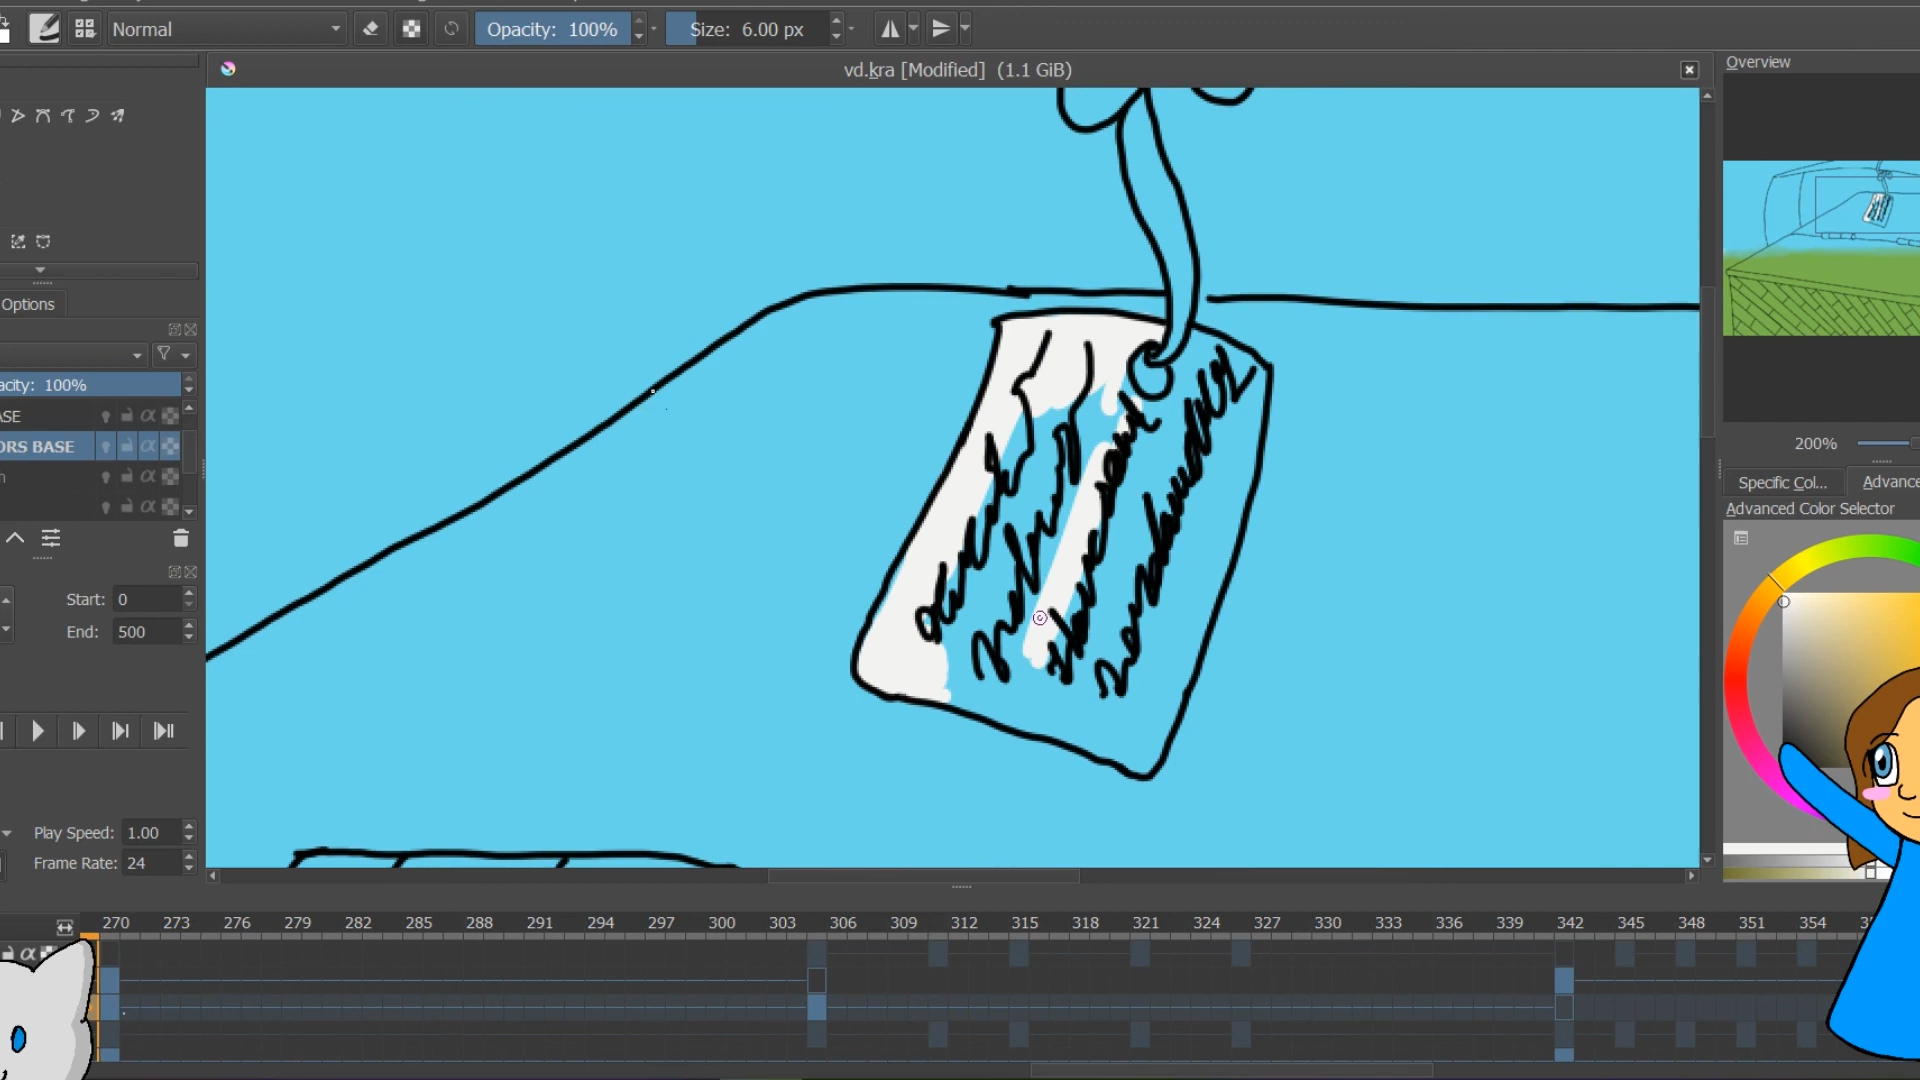 Normal
Opacity: 100%
Size: 6.00 px
vd.kra [Modified] (1.1 GiB)
Overview
Options
acity: 100%
ASE
ORS BASE
Start: 0
End: 500
Play Speed: 1.00
Frame Rate: 24
200%
Specific Col...
Advance
Advanced Color Selector
270 273 276 279 282 285 288 291 294 297 300 303 306 309 312 315 318 321 324 327 330 333 336 339 342 345 348 351 354